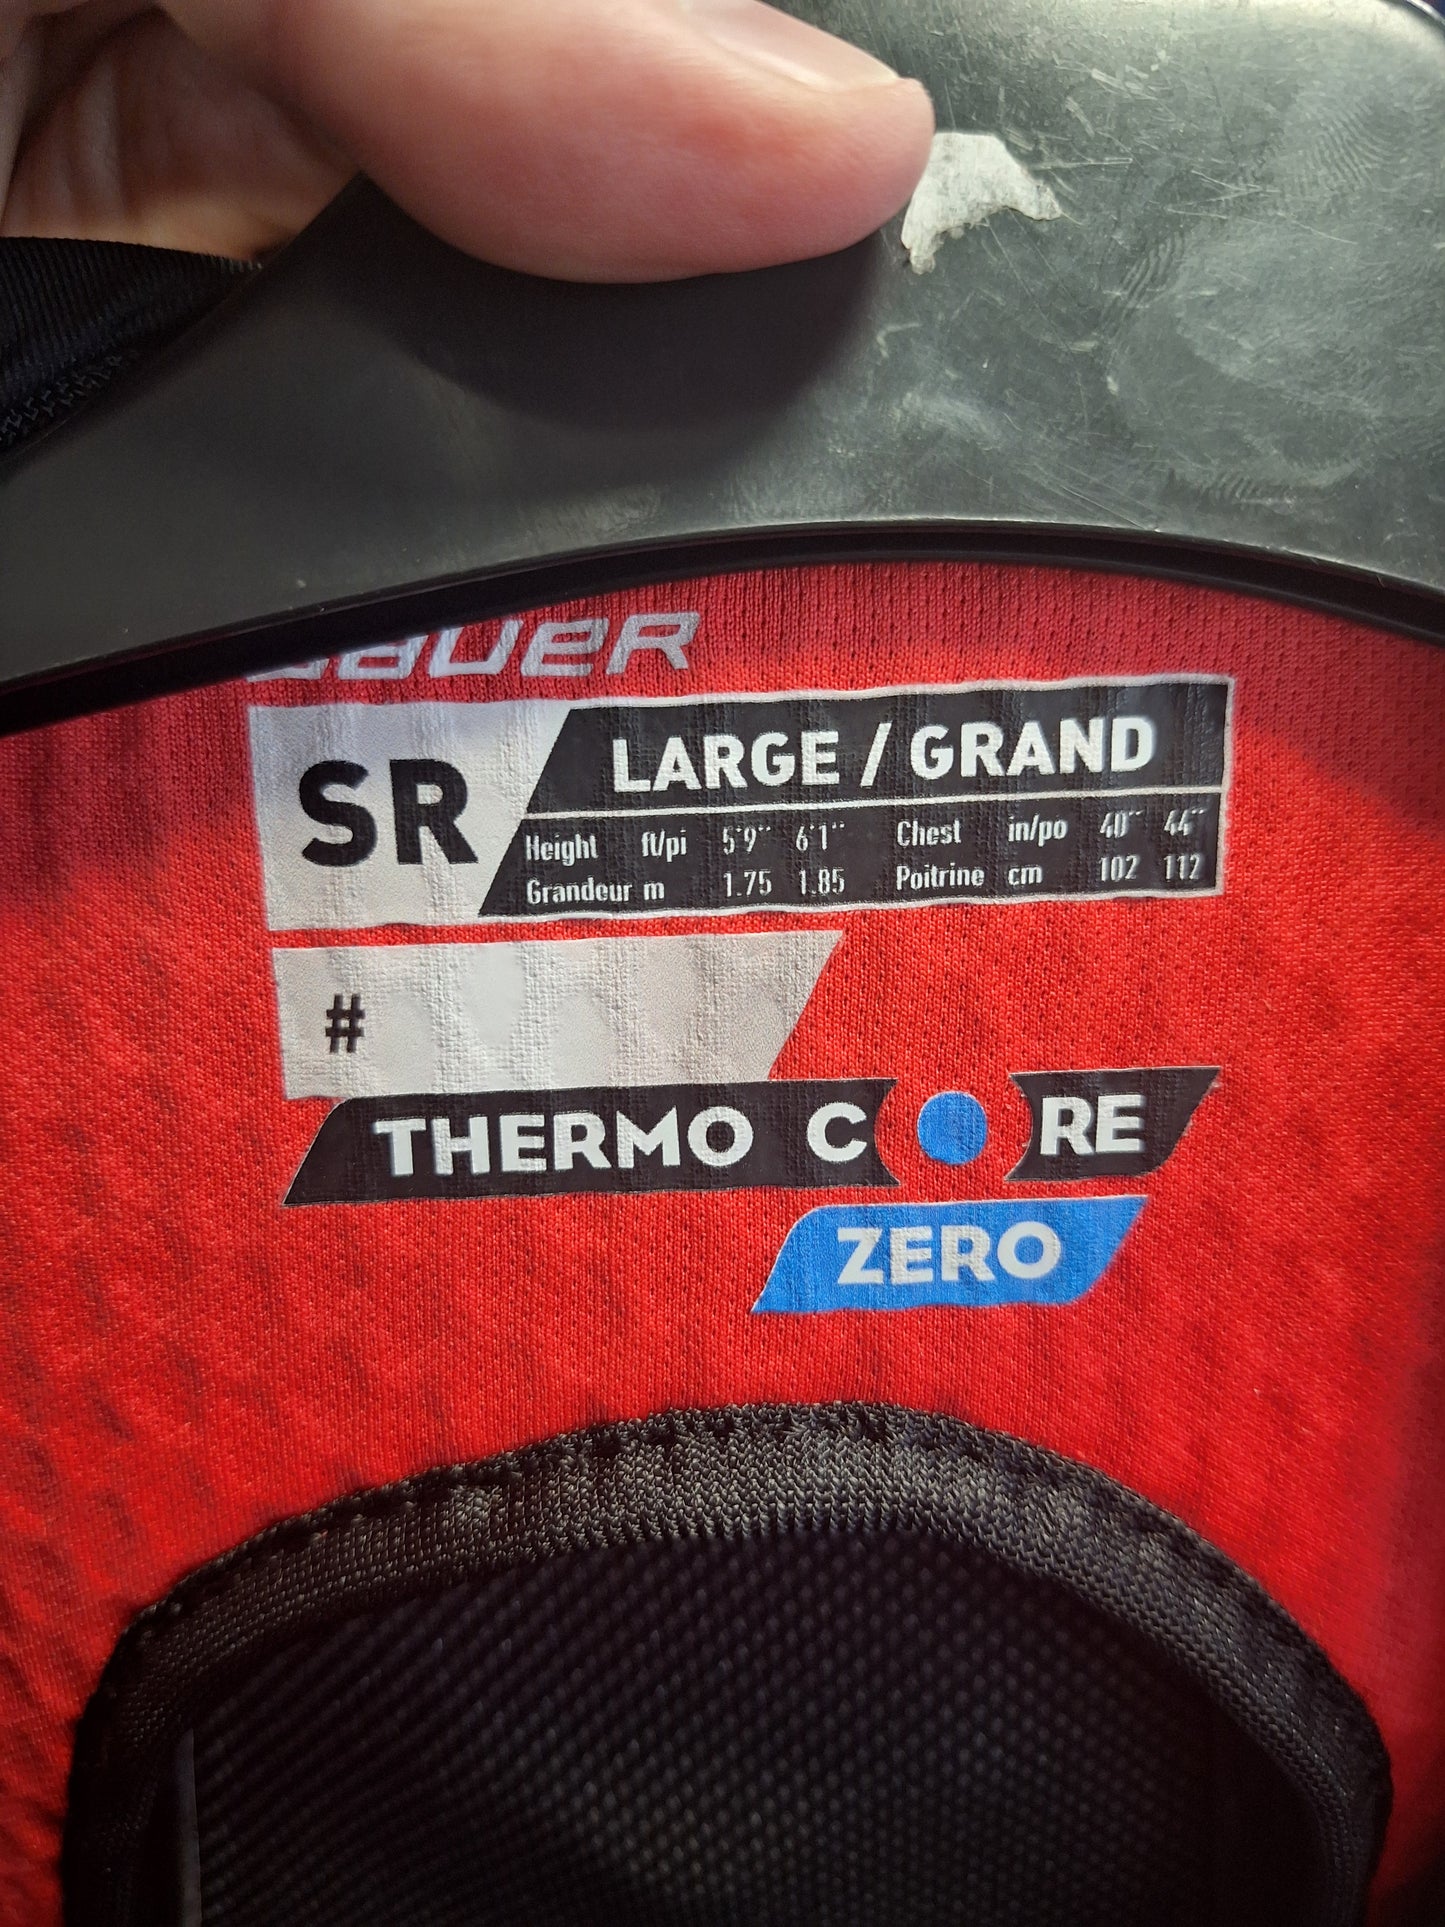 BAUER
SR LARGE / GRAND
Height ft/pi 5'9" 6'1" Chest in/po 40" 44"
Grandeur m 1.75 1.85 Poitrine cm 102 112
#
THERMO CORE
ZERO